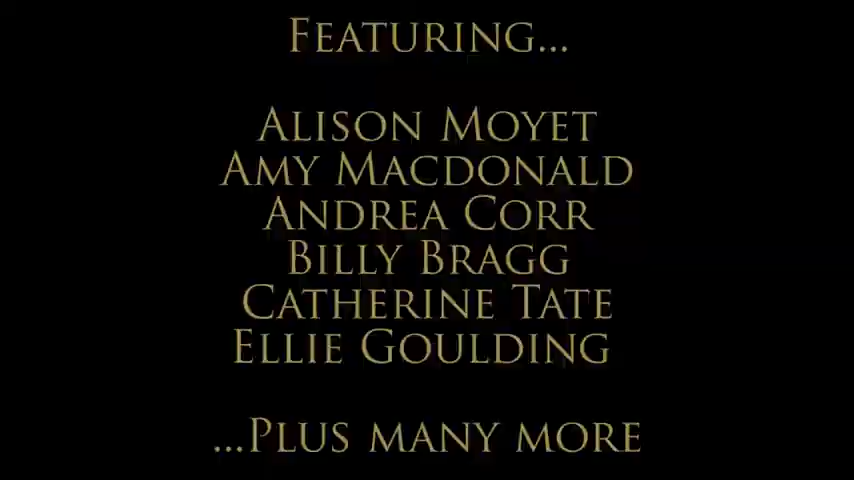 Featuring...
Alison Moyet
Amy Macdonald
Andrea Corr
Billy Bragg
Catherine Tate
Ellie Goulding
...Plus many more